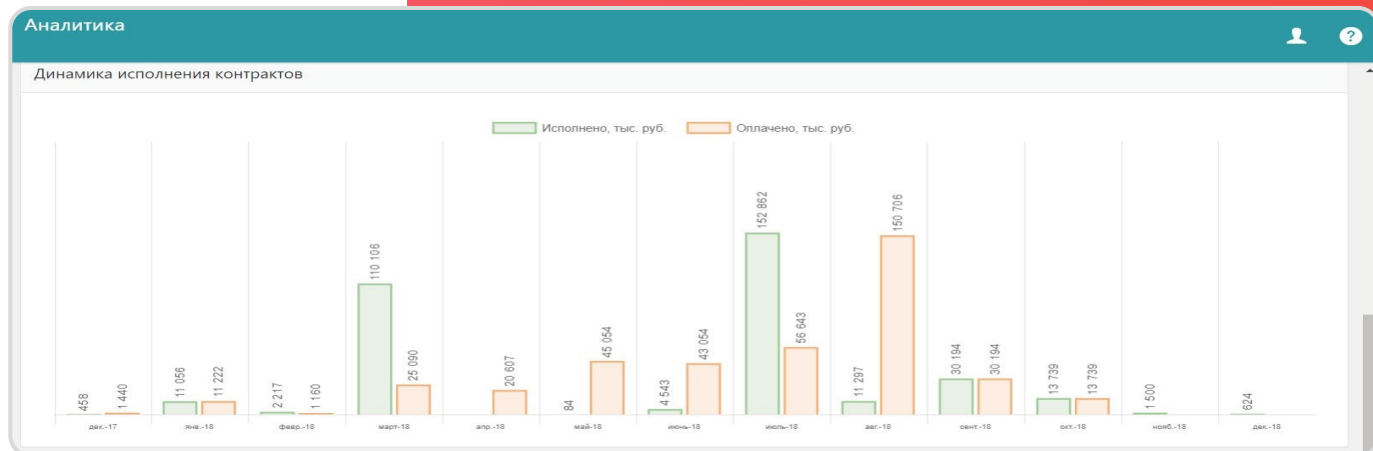 Аналитика
?
Динамика исполнения контрактов
Исполнено, тыс. руб. Оплачено, тыс. руб.
458 1 440 11 056 11 222 2 217 1 160 110 106 25 090 20 607 84 45 054 4 543 43 054 152 862 56 643 11 297 150 706 30 194 30 194 13 739 13 739 1 500 624
дек.-17 янв.-18 февр.-18 март-18 апр.-18 май-18 июнь-18 июль-18 авг.-18 сент.-18 окт.-18 нояб.-18 дек.-18